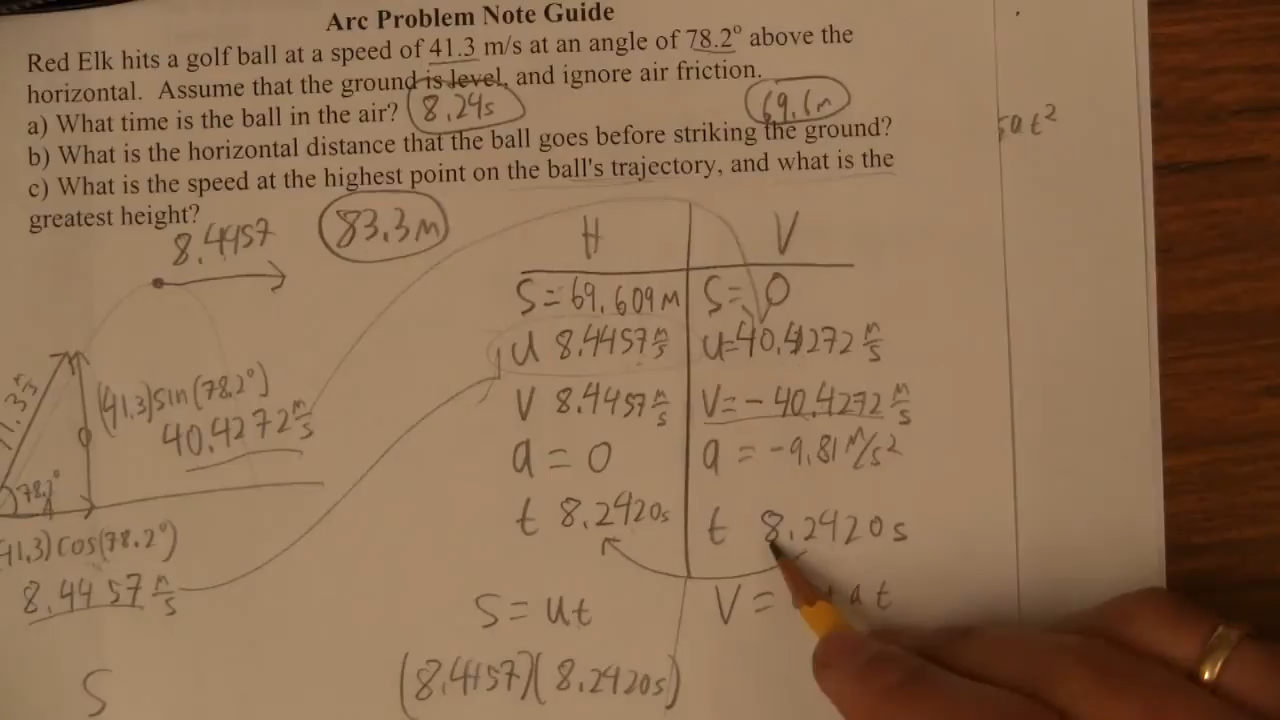 Arc Problem Note Guide
Red Elk hits a golf ball at a speed of 41.3 m/s at an angle of 78.2° above the
horizontal. Assume that the ground is level, and ignore air friction.
a) What time is the ball in the air? 8.24s
69.6m
b) What is the horizontal distance that the ball goes before striking the ground?
c) What is the speed at the highest point on the ball's trajectory, and what is the
greatest height? 83.3m
at²
8.4457
H V
S = 69.609m S = 0
u 8.4457 m/s u = 40.4272 m/s
v 8.4457 m/s v = - 40.4272 m/s
a = 0 a = -9.81 m/s²
t 8.2420s t 8.2420s
(41.3)sin(78.2°)
40.4272 m/s
78.2°
41.3)cos(78.2°)
8.4457 m/s
S = ut V = at
(8.4457)(8.2420s)
S